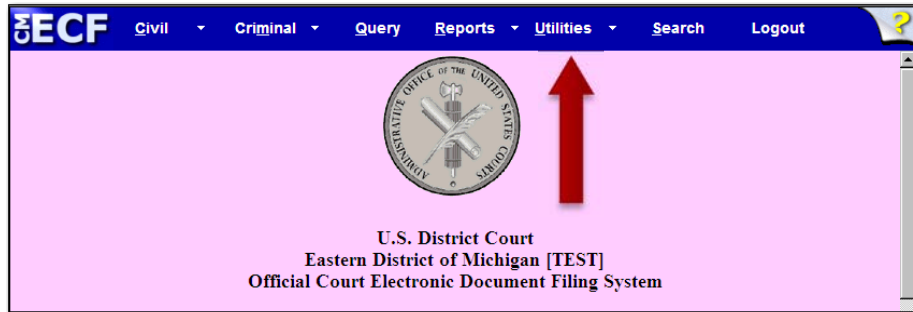 CM ECF Civil Criminal Query Reports Utilities Search Logout ?
ADMINISTRATIVE OFFICE OF THE UNITED STATES COURTS
U.S. District Court
Eastern District of Michigan [TEST]
Official Court Electronic Document Filing System